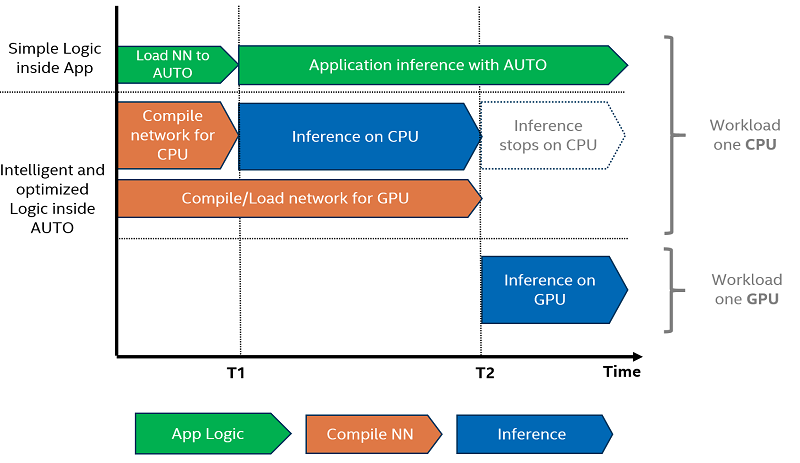 Simple Logic
inside App
Load NN to
AUTO
Application inference with AUTO
Compile
network for
CPU
Inference on CPU
Inference
stops on CPU
Workload
one CPU
Intelligent and
optimized
Logic inside
AUTO
Compile/Load network for GPU
Inference on
GPU
Workload
one GPU
T1
T2
Time
App Logic
Compile NN
Inference